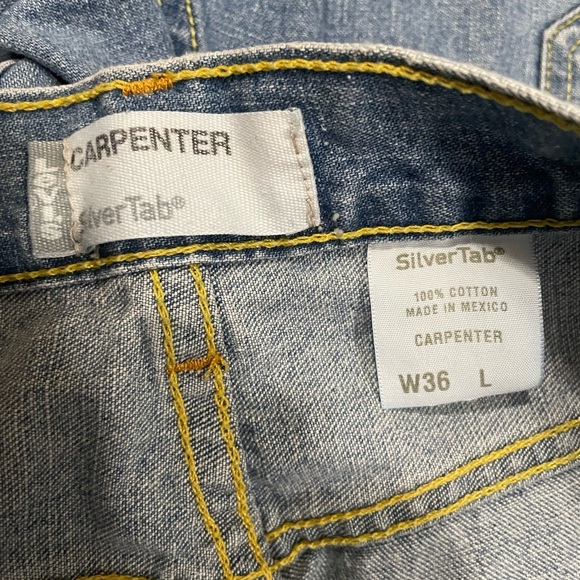 CARPENTER
SilverTab®
SilverTab®
100% COTTON
MADE IN MEXICO
CARPENTER
W36 L